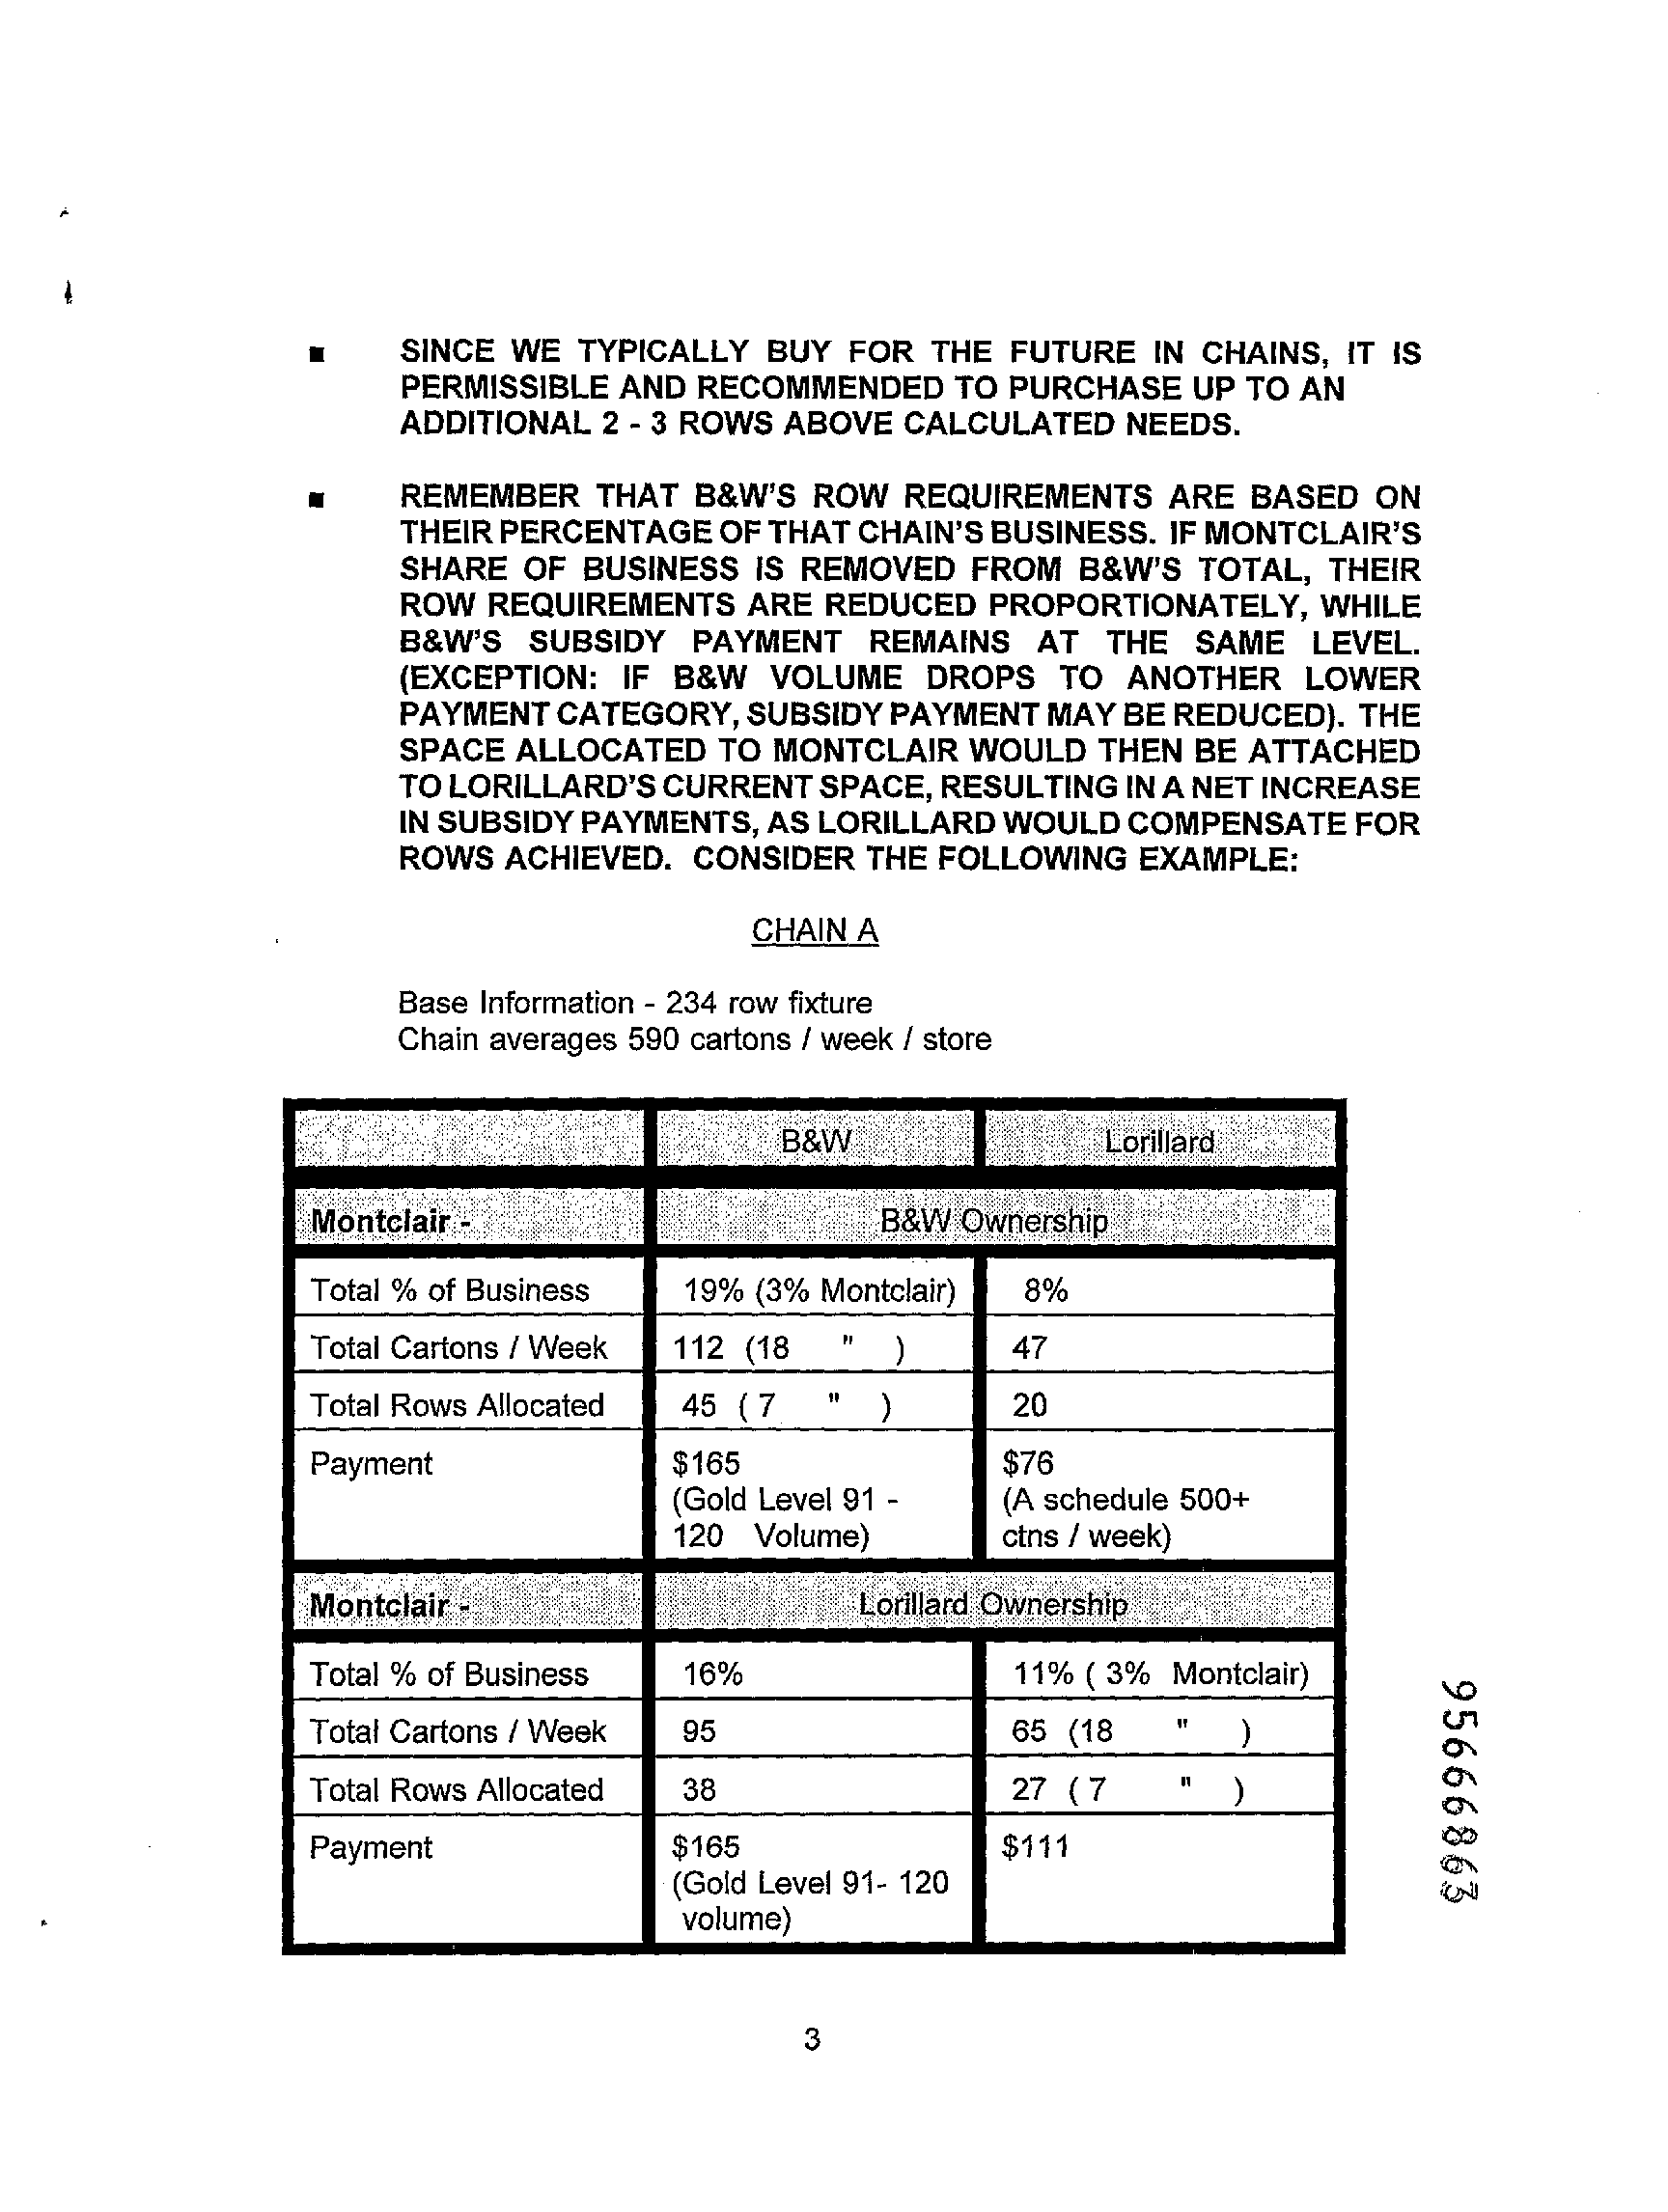 ■ SINCE WE TYPICALLY BUY FOR THE FUTURE IN CHAINS, IT IS
PERMISSIBLE AND RECOMMENDED TO PURCHASE UP TO AN
ADDITIONAL 2 - 3 ROWS ABOVE CALCULATED NEEDS.
■ REMEMBER THAT B&W'S ROW REQUIREMENTS ARE BASED ON
THEIR PERCENTAGE OF THAT CHAIN'S BUSINESS. IF MONTCLAIR'S
SHARE OF BUSINESS IS REMOVED FROM B&W'S TOTAL, THEIR
ROW REQUIREMENTS ARE REDUCED PROPORTIONATELY, WHILE
B&W'S SUBSIDY PAYMENT REMAINS AT THE SAME LEVEL.
(EXCEPTION: IF B&W VOLUME DROPS TO ANOTHER LOWER
PAYMENT CATEGORY, SUBSIDY PAYMENT MAY BE REDUCED). THE
SPACE ALLOCATED TO MONTCLAIR WOULD THEN BE ATTACHED
TO LORILLARD'S CURRENT SPACE, RESULTING IN A NET INCREASE
IN SUBSIDY PAYMENTS, AS LORILLARD WOULD COMPENSATE FOR
ROWS ACHIEVED. CONSIDER THE FOLLOWING EXAMPLE:
CHAIN A
Base Information - 234 row fixture
Chain averages 590 cartons / week / store
B&W Lorillard
Montclair - B&W Ownership
Total % of Business 19% (3% Montclair) 8%
Total Cartons / Week 112 (18 " ) 47
Total Rows Allocated 45 ( 7 " ) 20
Payment $165 $76
(Gold Level 91 - (A schedule 500+
120 Volume) ctns / week)
Montclair - Lorillard Ownership
Total % of Business 16% 11% ( 3% Montclair)
Total Cartons / Week 95 65 (18 " )
Total Rows Allocated 38 27 ( 7 " )
Payment $165 $111
(Gold Level 91- 120
volume)
95666863
3